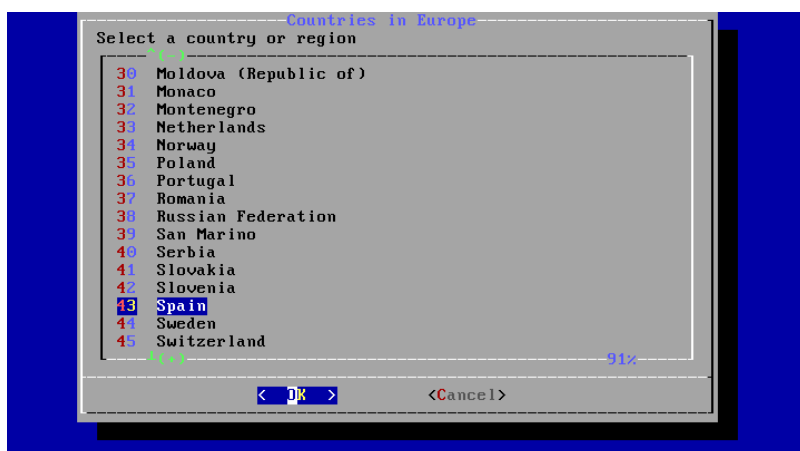 Countries in Europe
Select a country or region
^(-)
30 Moldova (Republic of)
31 Monaco
32 Montenegro
33 Netherlands
34 Norway
35 Poland
36 Portugal
37 Romania
38 Russian Federation
39 San Marino
40 Serbia
41 Slovakia
42 Slovenia
43 Spain
44 Sweden
45 Switzerland
(+) 91%
< OK > <Cancel>